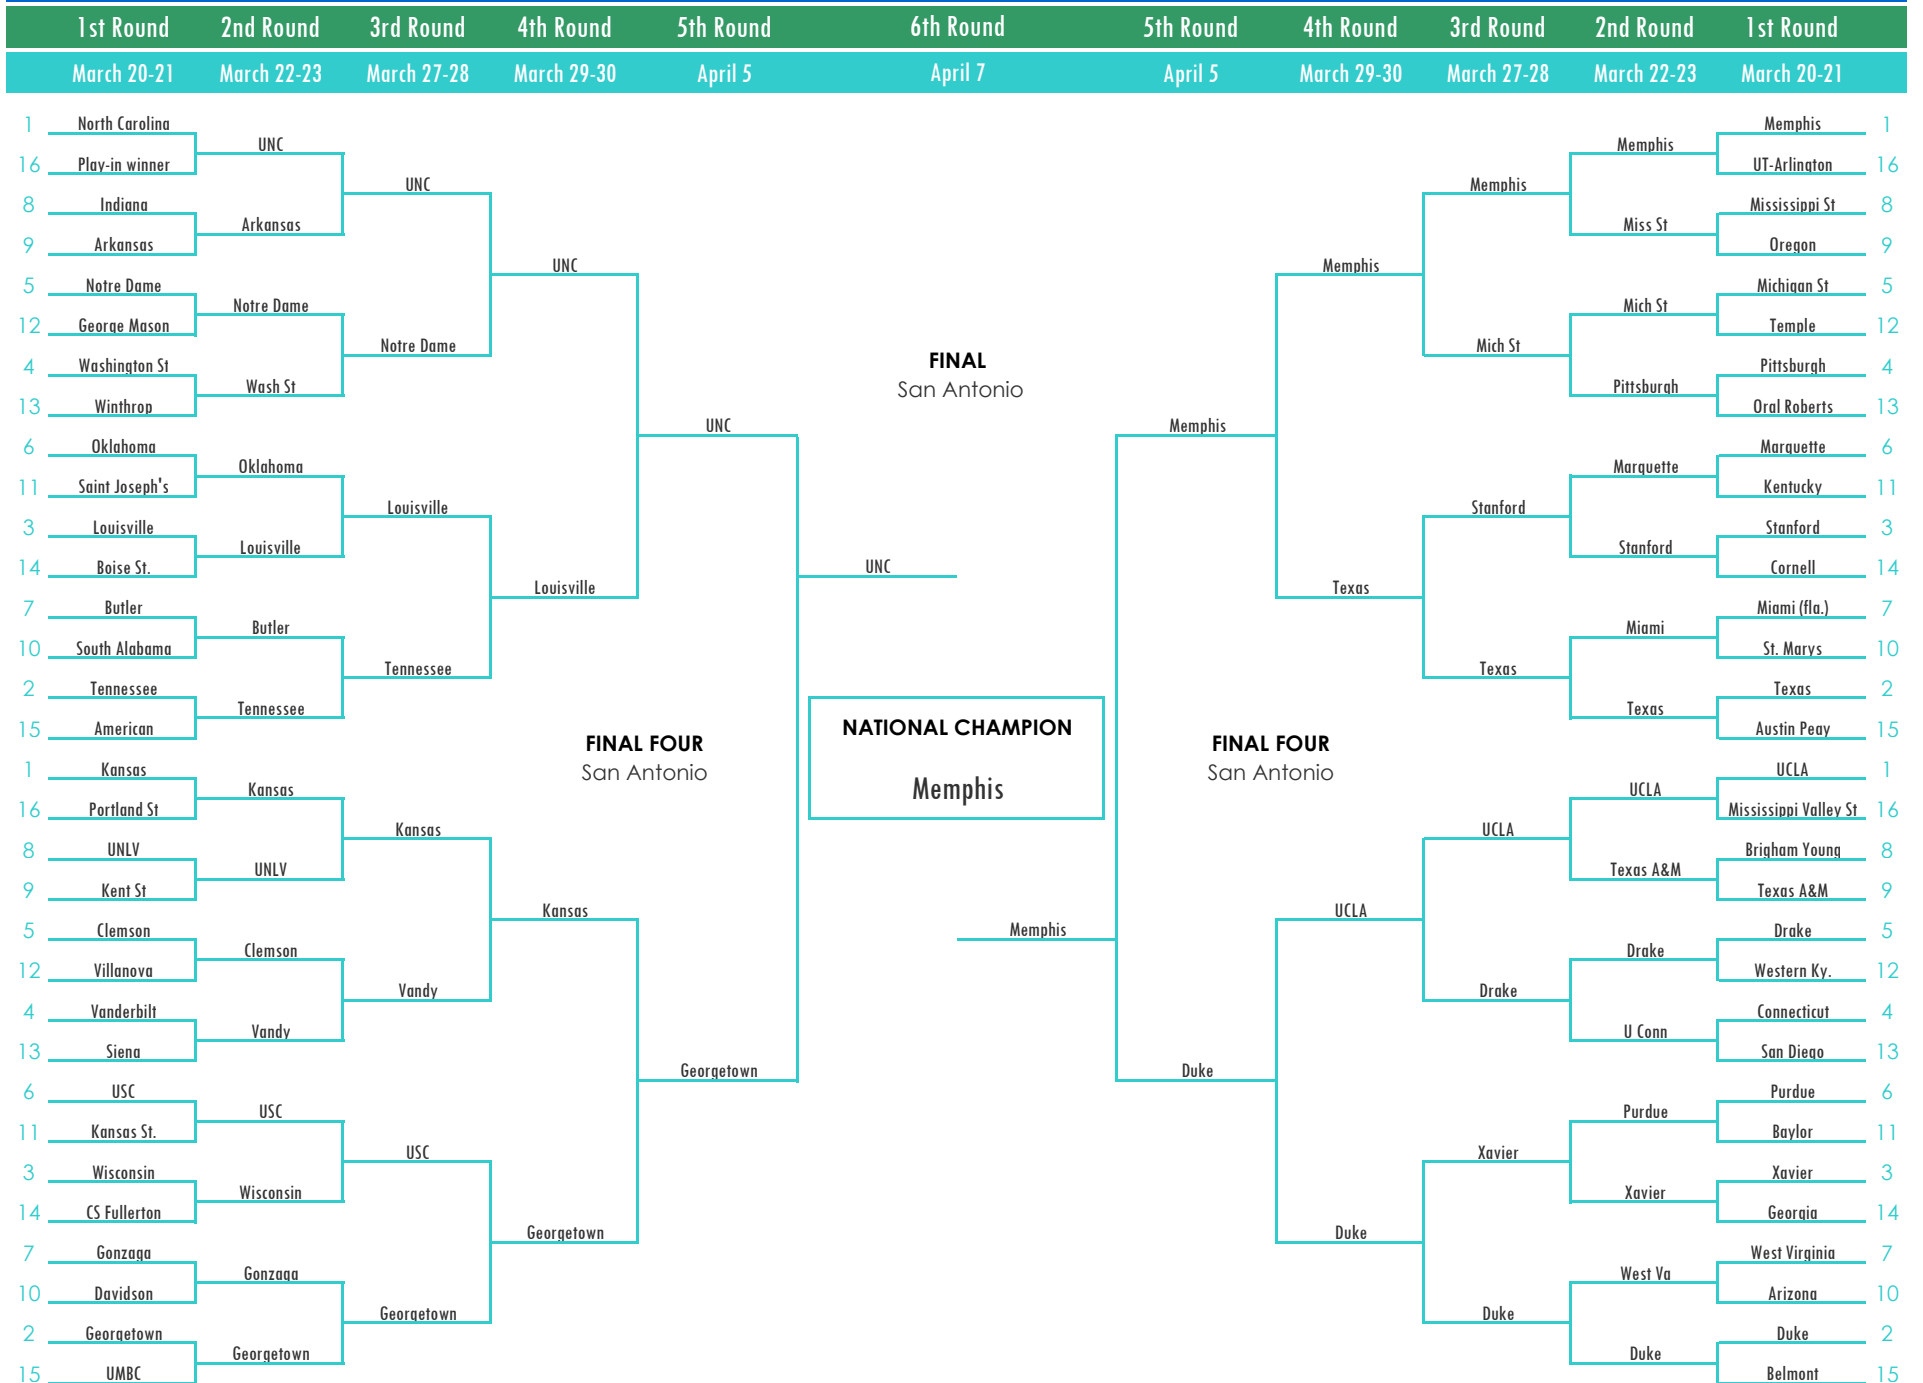 1st Round 2nd Round 3rd Round 4th Round 5th Round 6th Round 5th Round 4th Round 3rd Round 2nd Round 1st Round
March 20-21 March 22-23 March 27-28 March 29-30 April 5 April 7 April 5 March 29-30 March 27-28 March 22-23 March 20-21
1 North Carolina
16 Play-in winner
8 Indiana
9 Arkansas
5 Notre Dame
12 George Mason
4 Washington St
13 Winthrop
6 Oklahoma
11 Saint Joseph's
3 Louisville
14 Boise St.
7 Butler
10 South Alabama
2 Tennessee
15 American
1 Kansas
16 Portland St
8 UNLV
9 Kent St
5 Clemson
12 Villanova
4 Vanderbilt
13 Siena
6 USC
11 Kansas St.
3 Wisconsin
14 CS Fullerton
7 Gonzaga
10 Davidson
2 Georgetown
15 UMBC
UNC
Arkansas
Notre Dame
Wash St
Oklahoma
Louisville
Butler
Tennessee
Kansas
UNLV
Clemson
Vandy
USC
Wisconsin
Gonzaga
Georgetown
UNC
Notre Dame
Louisville
Tennessee
Kansas
Vandy
USC
Georgetown
UNC
Louisville
Kansas
Georgetown
FINAL FOUR
San Antonio
UNC
Georgetown
UNC
FINAL
San Antonio
NATIONAL CHAMPION
Memphis
Memphis
Memphis
Duke
FINAL FOUR
San Antonio
Memphis
Texas
UCLA
Duke
Memphis
Mich St
Stanford
Texas
UCLA
Drake
Xavier
Duke
Memphis
Miss St
Mich St
Pittsburgh
Marquette
Stanford
Miami
Texas
UCLA
Texas A&M
Drake
U Conn
Purdue
Xavier
West Va
Duke
Memphis 1
UT-Arlington 16
Mississippi St 8
Oregon 9
Michigan St 5
Temple 12
Pittsburgh 4
Oral Roberts 13
Marquette 6
Kentucky 11
Stanford 3
Cornell 14
Miami (fla.) 7
St. Marys 10
Texas 2
Austin Peay 15
UCLA 1
Mississippi Valley St 16
Brigham Young 8
Texas A&M 9
Drake 5
Western Ky. 12
Connecticut 4
San Diego 13
Purdue 6
Baylor 11
Xavier 3
Georgia 14
West Virginia 7
Arizona 10
Duke 2
Belmont 15